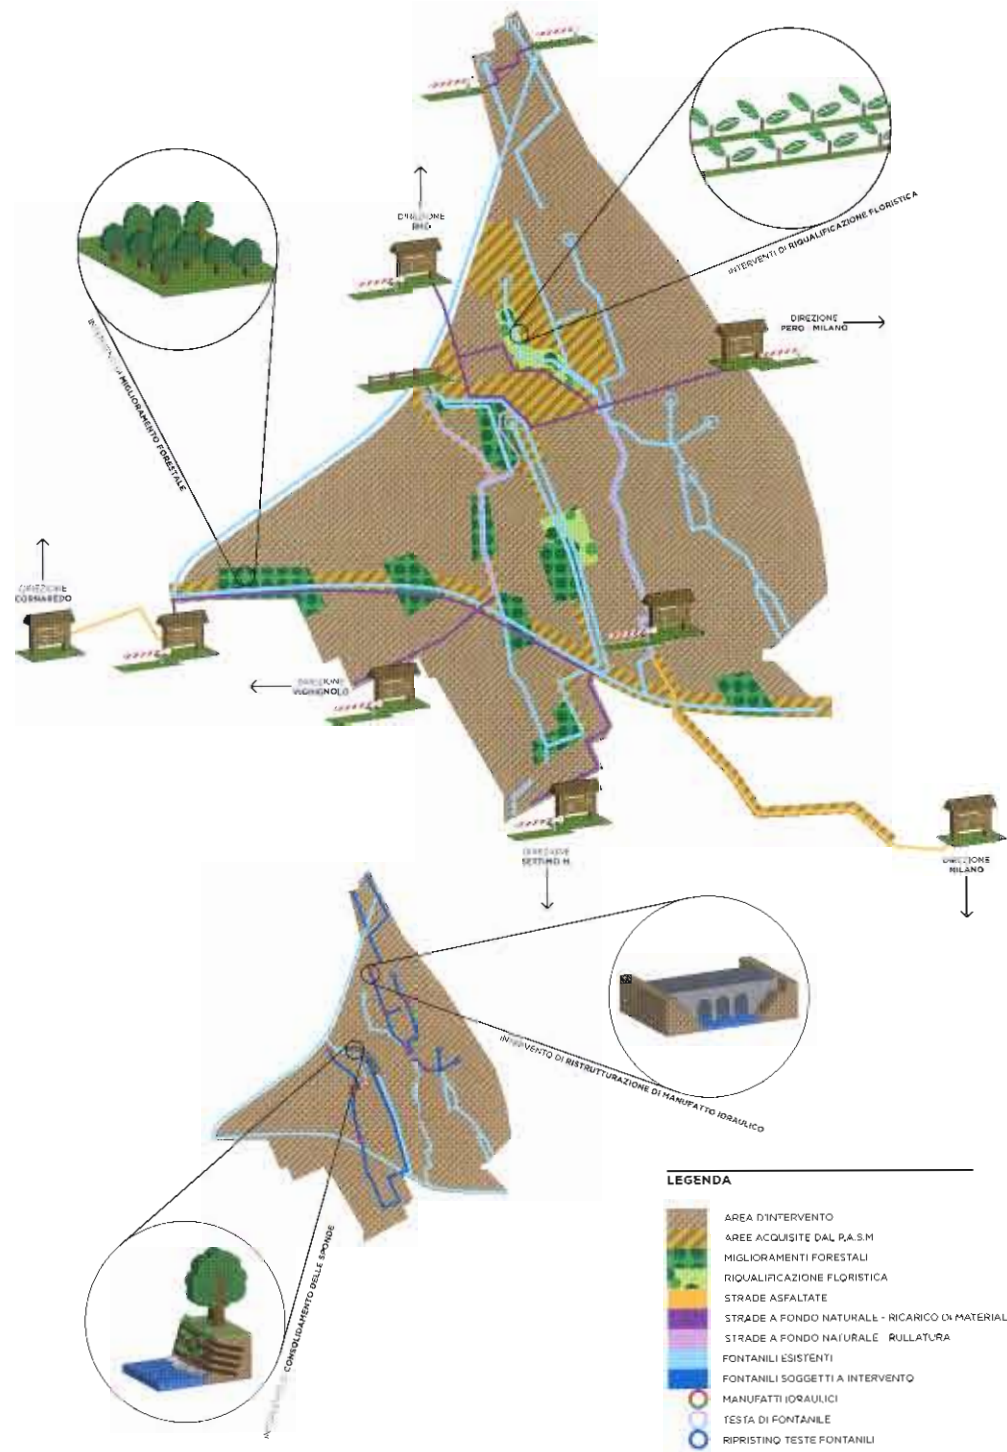 DIREZIONE
RHO
INTERVENTI DI RIQUALIFICAZIONE FLORISTICA
DIREZIONE
PERO - MILANO
MIGLIORAMENTO FORESTALE
DIREZIONE
CORNAREDO
DIREZIONE
DIREZIONE
SETTIMO M.
DIREZIONE
MILANO
INTERVENTO DI RISTRUTTURAZIONE DI MANUFATTO IDRAULICO
CONSOLIDAMENTO DELLE SPONDE
LEGENDA
AREA D'INTERVENTO
AREE ACQUISITE DAL P.A.S.M
MIGLIORAMENTI FORESTALI
RIQUALIFICAZIONE FLORISTICA
STRADE ASFALTATE
STRADE A FONDO NATURALE - RICARICO DI MATERIAL
STRADE A FONDO NATURALE RULLATURA
FONTANILI ESISTENTI
FONTANILI SOGGETTI A INTERVENTO
MANUFATTI IDRAULICI
TESTA DI FONTANILE
RIPRISTINO TESTE FONTANILI